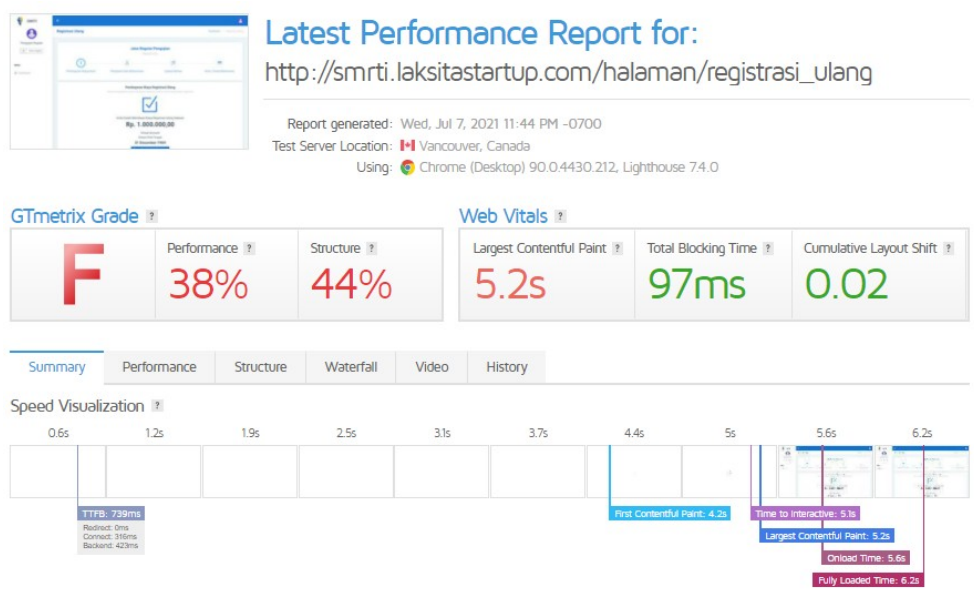 Latest Performance Report for:
http://smrti.laksitastartup.com/halaman/registrasi_ulang
Report generated: Wed, Jul 7, 2021 11:44 PM -0700
Test Server Location: Vancouver, Canada
Using: Chrome (Desktop) 90.0.4430.212, Lighthouse 7.4.0
GTmetrix Grade ?
Web Vitals ?
F
Performance ?
38%
Structure ?
44%
Largest Contentful Paint ?
5.2s
Total Blocking Time ?
97ms
Cumulative Layout Shift ?
0.02
Summary Performance Structure Waterfall Video History
Speed Visualization ?
0.6s 1.2s 1.9s 2.5s 3.1s 3.7s 4.4s 5s 5.6s 6.2s
TTFB: 739ms
Redirect: 0ms
Connect: 316ms
Backend: 423ms
First Contentful Paint: 4.2s
Time to Interactive: 5.1s
Largest Contentful Paint: 5.2s
Onload Time: 5.6s
Fully Loaded Time: 6.2s
Rp. 1.000.000,00